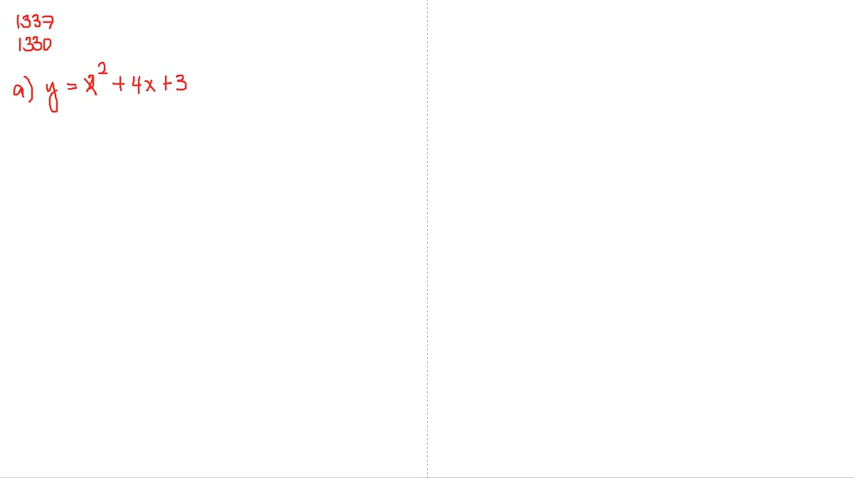 1337
1330
a) y = x² + 4x + 3